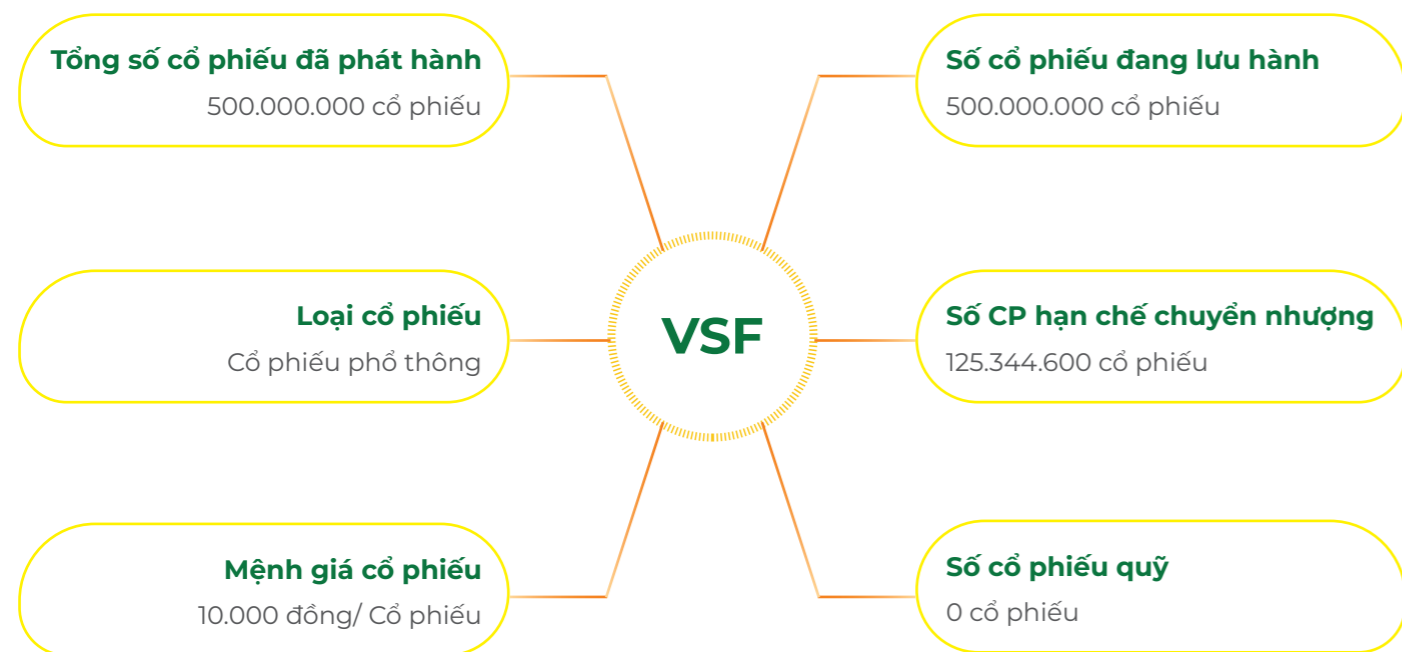 Tổng số cổ phiếu đã phát hành
500.000.000 cổ phiếu
Số cổ phiếu đang lưu hành
500.000.000 cổ phiếu
Loại cổ phiếu
Cổ phiếu phổ thông
VSF
Số CP hạn chế chuyển nhượng
125.344.600 cổ phiếu
Mệnh giá cổ phiếu
10.000 đồng/ Cổ phiếu
Số cổ phiếu quỹ
0 cổ phiếu